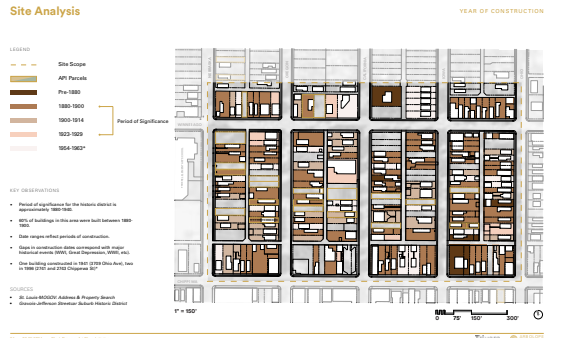 Site Analysis
YEAR OF CONSTRUCTION
LEGEND
Site Scope
API Parcels
Pre-1880
1880-1900
1900-1914
1923-1929
1954-1963*
Period of Significance
KEY OBSERVATIONS
• Period of significance for the historic district is
approximately 1880-1940.
• 60% of buildings in this area were built between 1880-
1900.
• Date ranges reflect periods of construction.
• Gaps in construction dates correspond with major
historical events (WWI, Great Depression, WWII, etc).
• One building constructed in 1941 (3709 Ohio Ave), two
in 1996 (2741 and 2743 Chippewa St)*
SOURCES
• St. Louis-MOGOV: Address & Property Search
• Gravois-Jefferson Streetcar Suburb Historic District
1" = 150'
0 75' 150' 300'